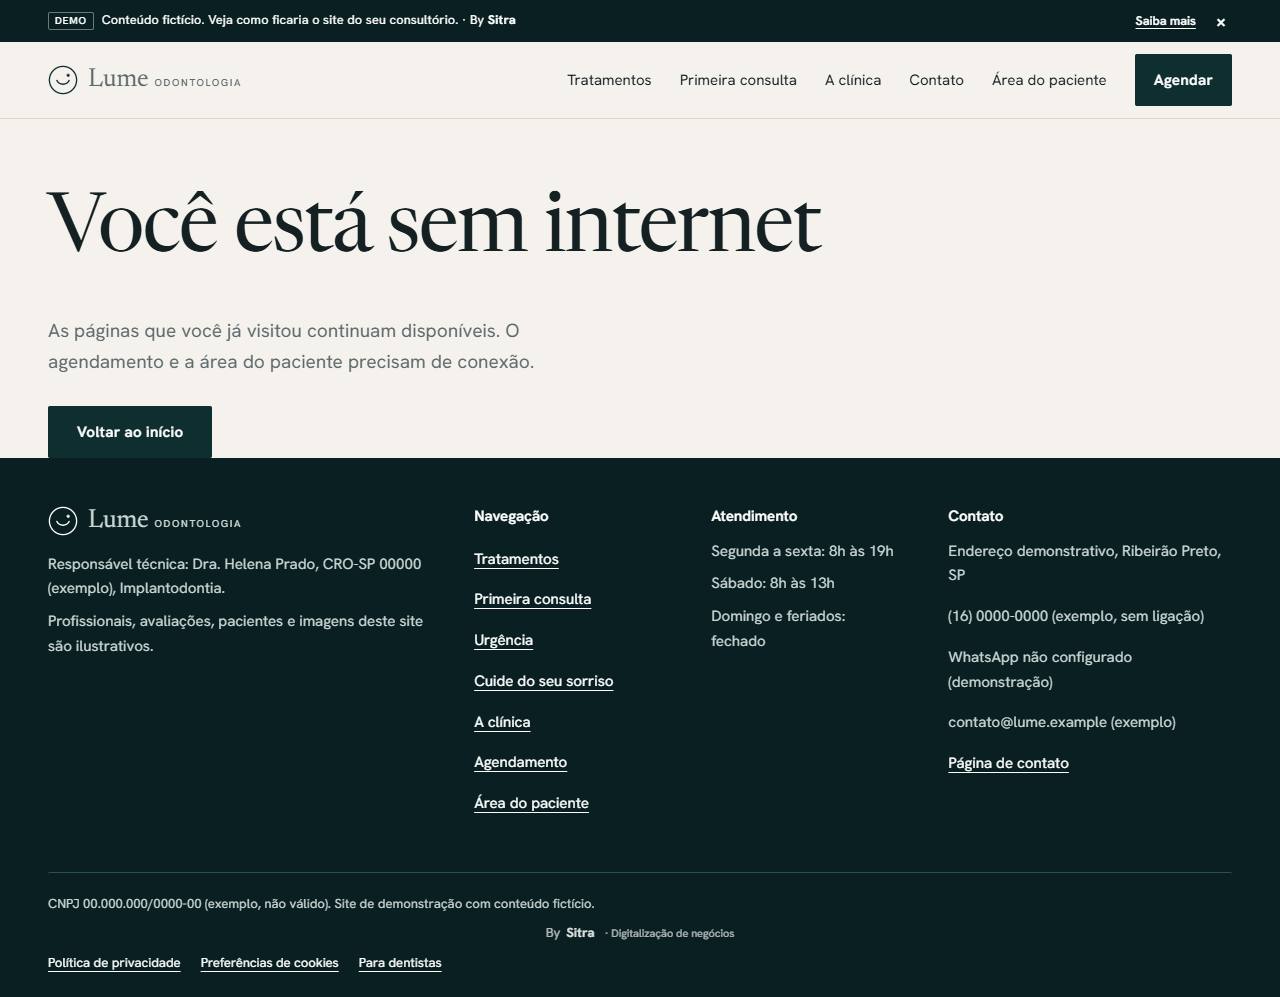 DEMO Conteúdo fictício. Veja como ficaria o site do seu consultório. · By Sitra
Saiba mais ×
Lume ODONTOLOGIA
Tratamentos Primeira consulta A clínica Contato Área do paciente Agendar
Você está sem internet
As páginas que você já visitou continuam disponíveis. O
agendamento e a área do paciente precisam de conexão.
Voltar ao início
Lume ODONTOLOGIA
Responsável técnica: Dra. Helena Prado, CRO-SP 00000
(exemplo), Implantodontia.
Profissionais, avaliações, pacientes e imagens deste site
são ilustrativos.
Navegação
Tratamentos
Primeira consulta
Urgência
Cuide do seu sorriso
A clínica
Agendamento
Área do paciente
Atendimento
Segunda a sexta: 8h às 19h
Sábado: 8h às 13h
Domingo e feriados:
fechado
Contato
Endereço demonstrativo, Ribeirão Preto,
SP
(16) 0000-0000 (exemplo, sem ligação)
WhatsApp não configurado
(demonstração)
contato@lume.example (exemplo)
Página de contato
CNPJ 00.000.000/0000-00 (exemplo, não válido). Site de demonstração com conteúdo fictício.
By Sitra · Digitalização de negócios
Política de privacidade Preferências de cookies Para dentistas